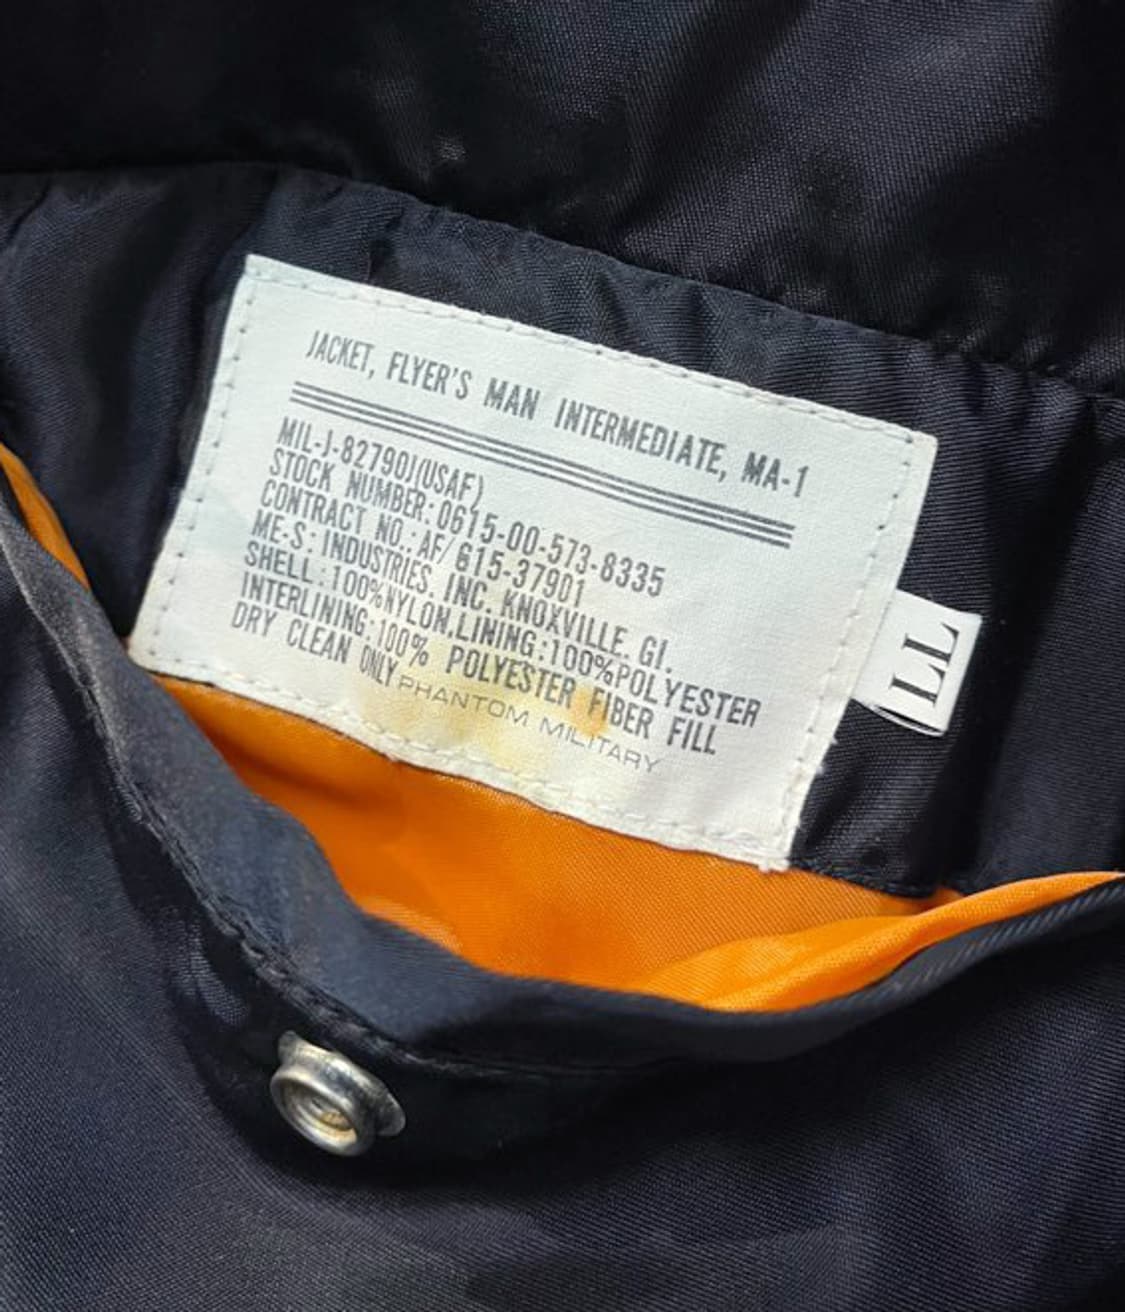 JACKET, FLYER'S MAN INTERMEDIATE, MA-1
MIL-J-82790J(USAF)
STOCK NUMBER:0615-00-573-8335
CONTRACT NO.:AF/615-37901
ME-S: INDUSTRIES. INC. KNOXVILLE. GI.
SHELL:100%NYLON,LINING:100%POLYESTER
INTERLINING:100% POLYESTER FIBER FILL
DRY CLEAN ONLY PHANTOM MILITARY
LL